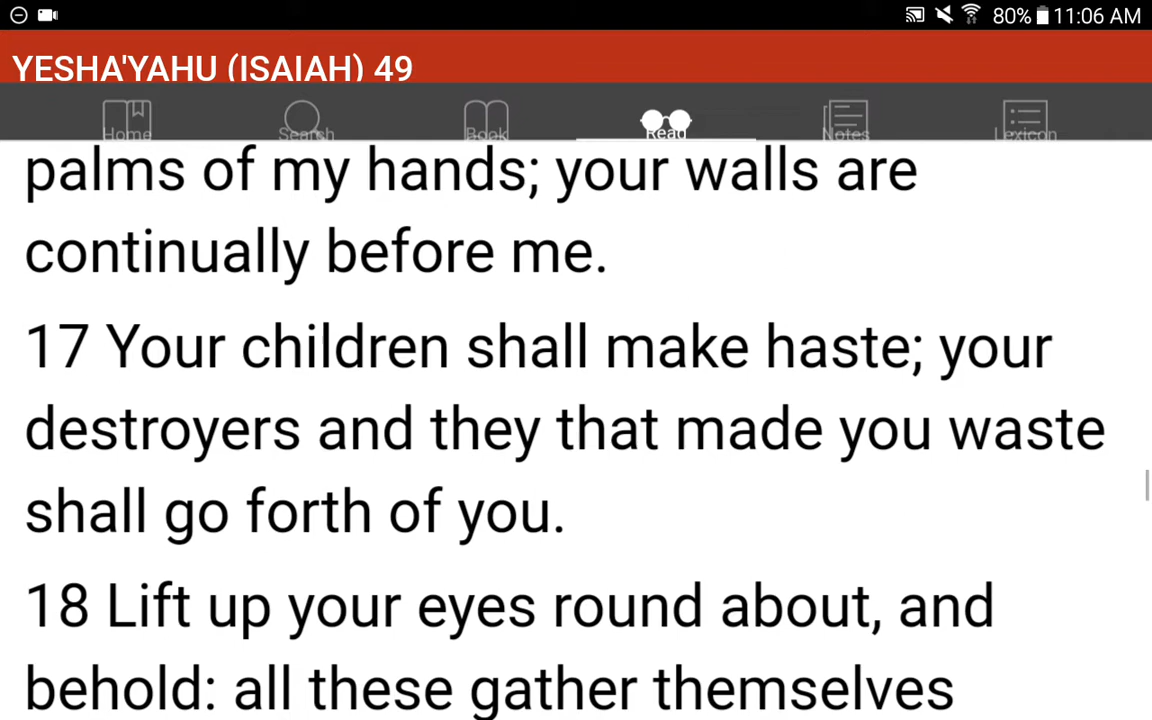 80% 11:06 AM
YESHA'YAHU (ISAIAH) 49
Home Search Book Read Notes Lexicon
palms of my hands; your walls are
continually before me.
17 Your children shall make haste; your
destroyers and they that made you waste
shall go forth of you.
18 Lift up your eyes round about, and
behold: all these gather themselves